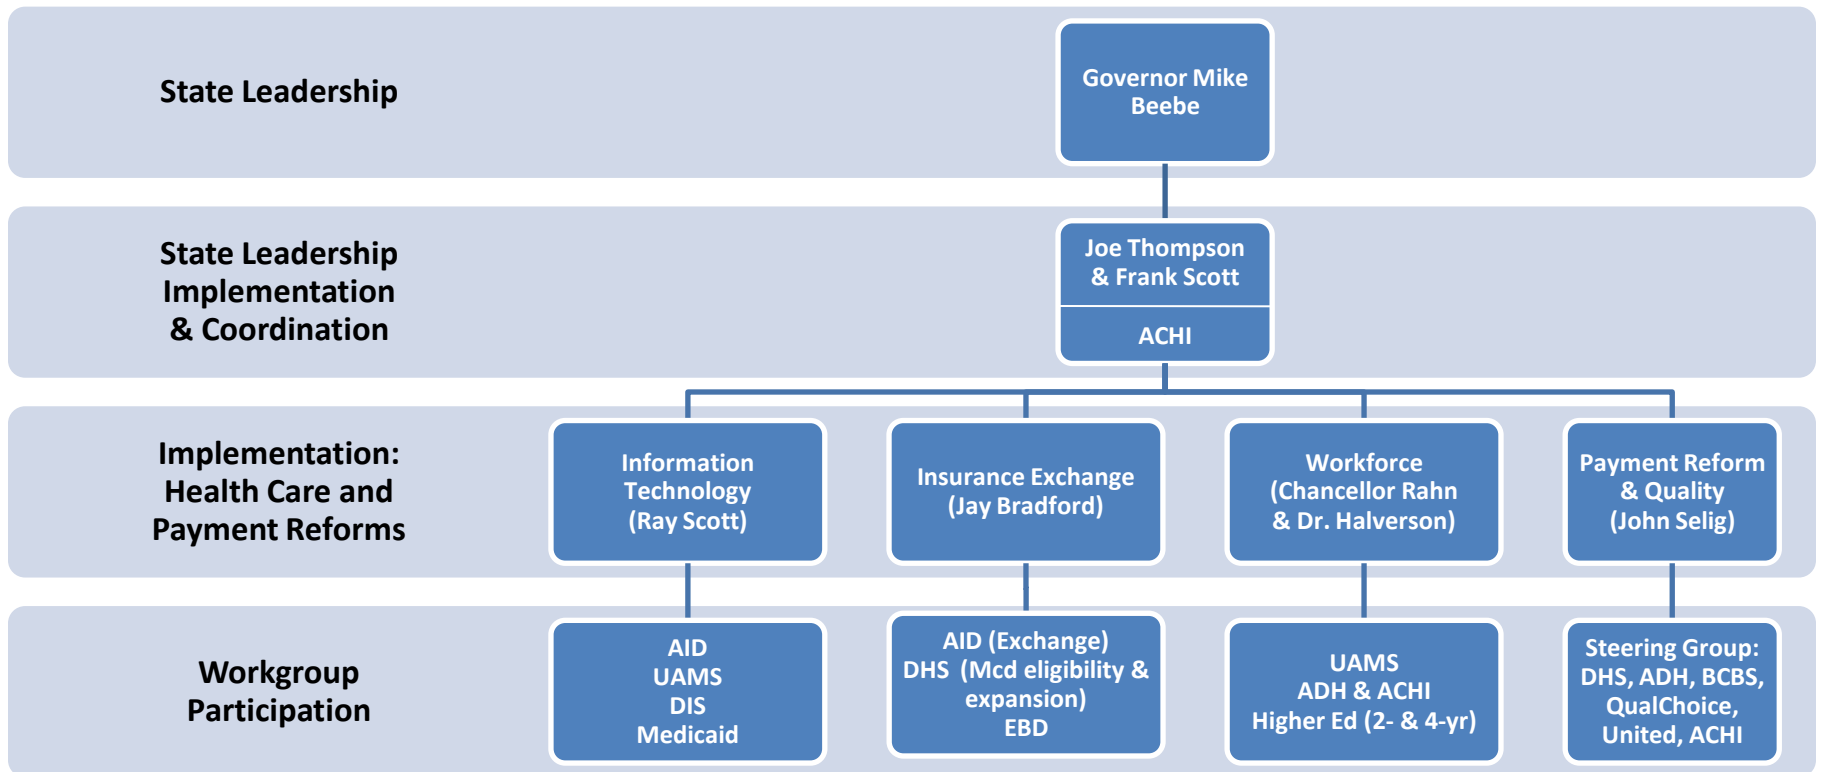 State Leadership
Governor Mike
Beebe
State Leadership
Implementation
& Coordination
Joe Thompson
& Frank Scott
ACHI
Implementation:
Health Care and
Payment Reforms
Information
Technology
(Ray Scott)
Insurance Exchange
(Jay Bradford)
Workforce
(Chancellor Rahn
& Dr. Halverson)
Payment Reform
& Quality
(John Selig)
Workgroup
Participation
AID
UAMS
DIS
Medicaid
AID (Exchange)
DHS (Mcd eligibility &
expansion)
EBD
UAMS
ADH & ACHI
Higher Ed (2- & 4-yr)
Steering Group:
DHS, ADH, BCBS,
QualChoice,
United, ACHI